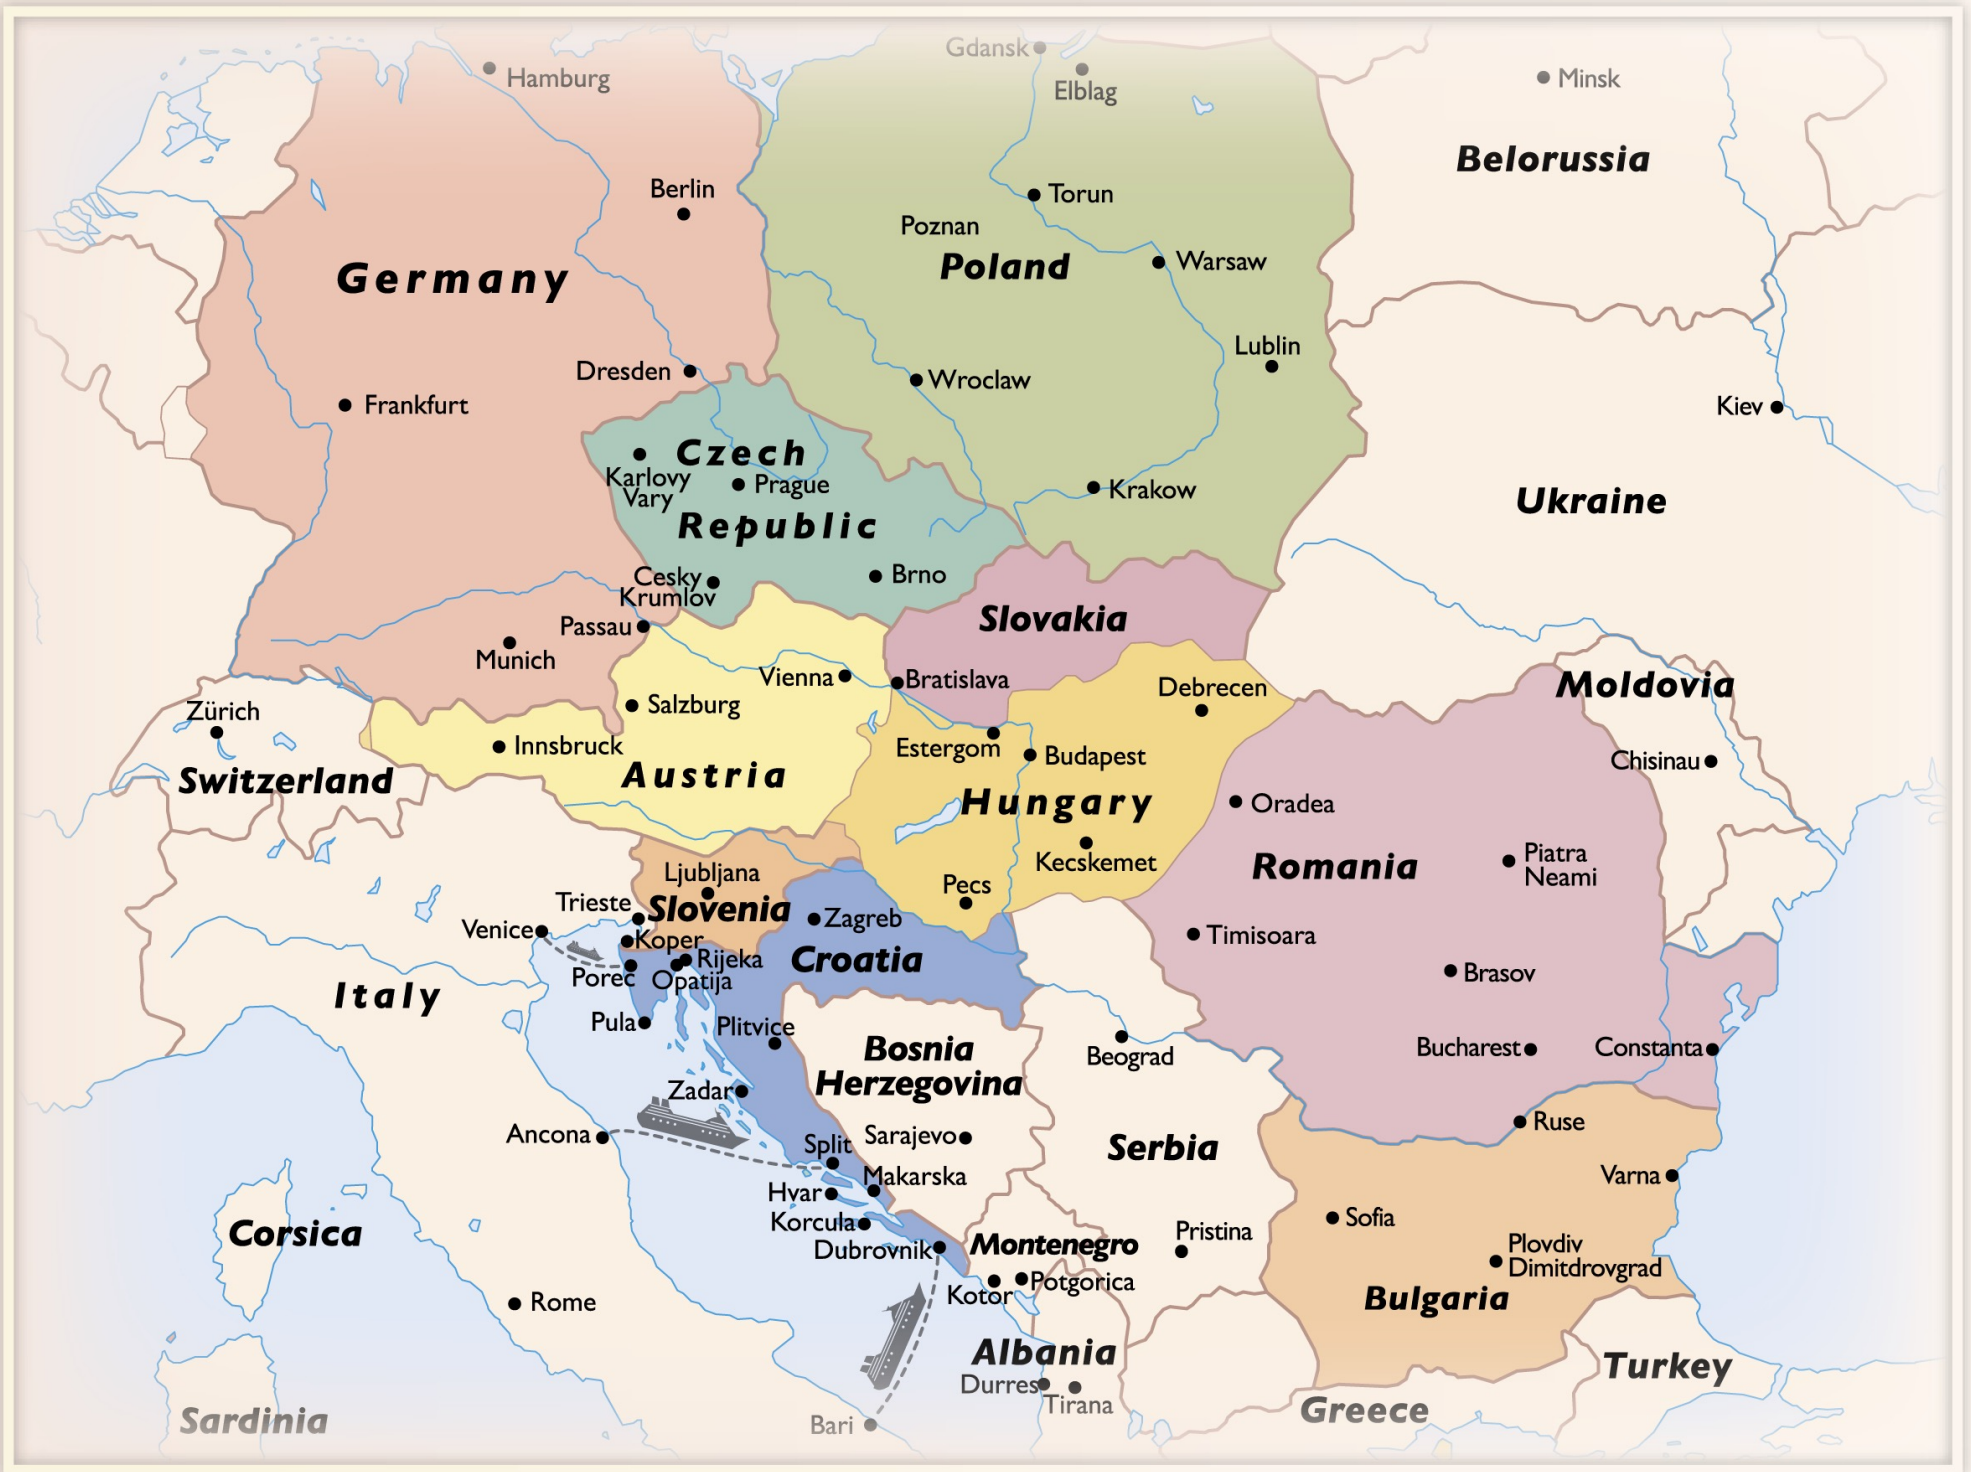 Gdansk
Hamburg
Elblag
Minsk
Belorussia
Berlin
Torun
Poznan
Poland
Warsaw
Germany
Lublin
Dresden
Wroclaw
Frankfurt
Kiev
Czech
Karlovy
Vary
Prague
Krakow
Republic
Ukraine
Cesky
Krumlov
Brno
Slovakia
Passau
Munich
Vienna
Bratislava
Debrecen
Moldovia
Salzburg
Zürich
Innsbruck
Estergom
Budapest
Chisinau
Switzerland
Austria
Hungary
Oradea
Kecskemet
Romania
Piatra
Neami
Ljubljana
Pecs
Trieste
Slovenia
Zagreb
Venice
Koper
Timisoara
Rijeka
Croatia
Porec
Opatija
Brasov
Italy
Pula
Plitvice
Bosnia
Herzegovina
Beograd
Bucharest
Constanta
Zadar
Ancona
Split
Sarajevo
Serbia
Ruse
Makarska
Varna
Hvar
Korcula
Corsica
Dubrovnik
Montenegro
Pristina
Sofia
Plovdiv
Dimitdrovgrad
Kotor
Potgorica
Rome
Bulgaria
Albania
Durres
Tirana
Turkey
Greece
Sardinia
Bari